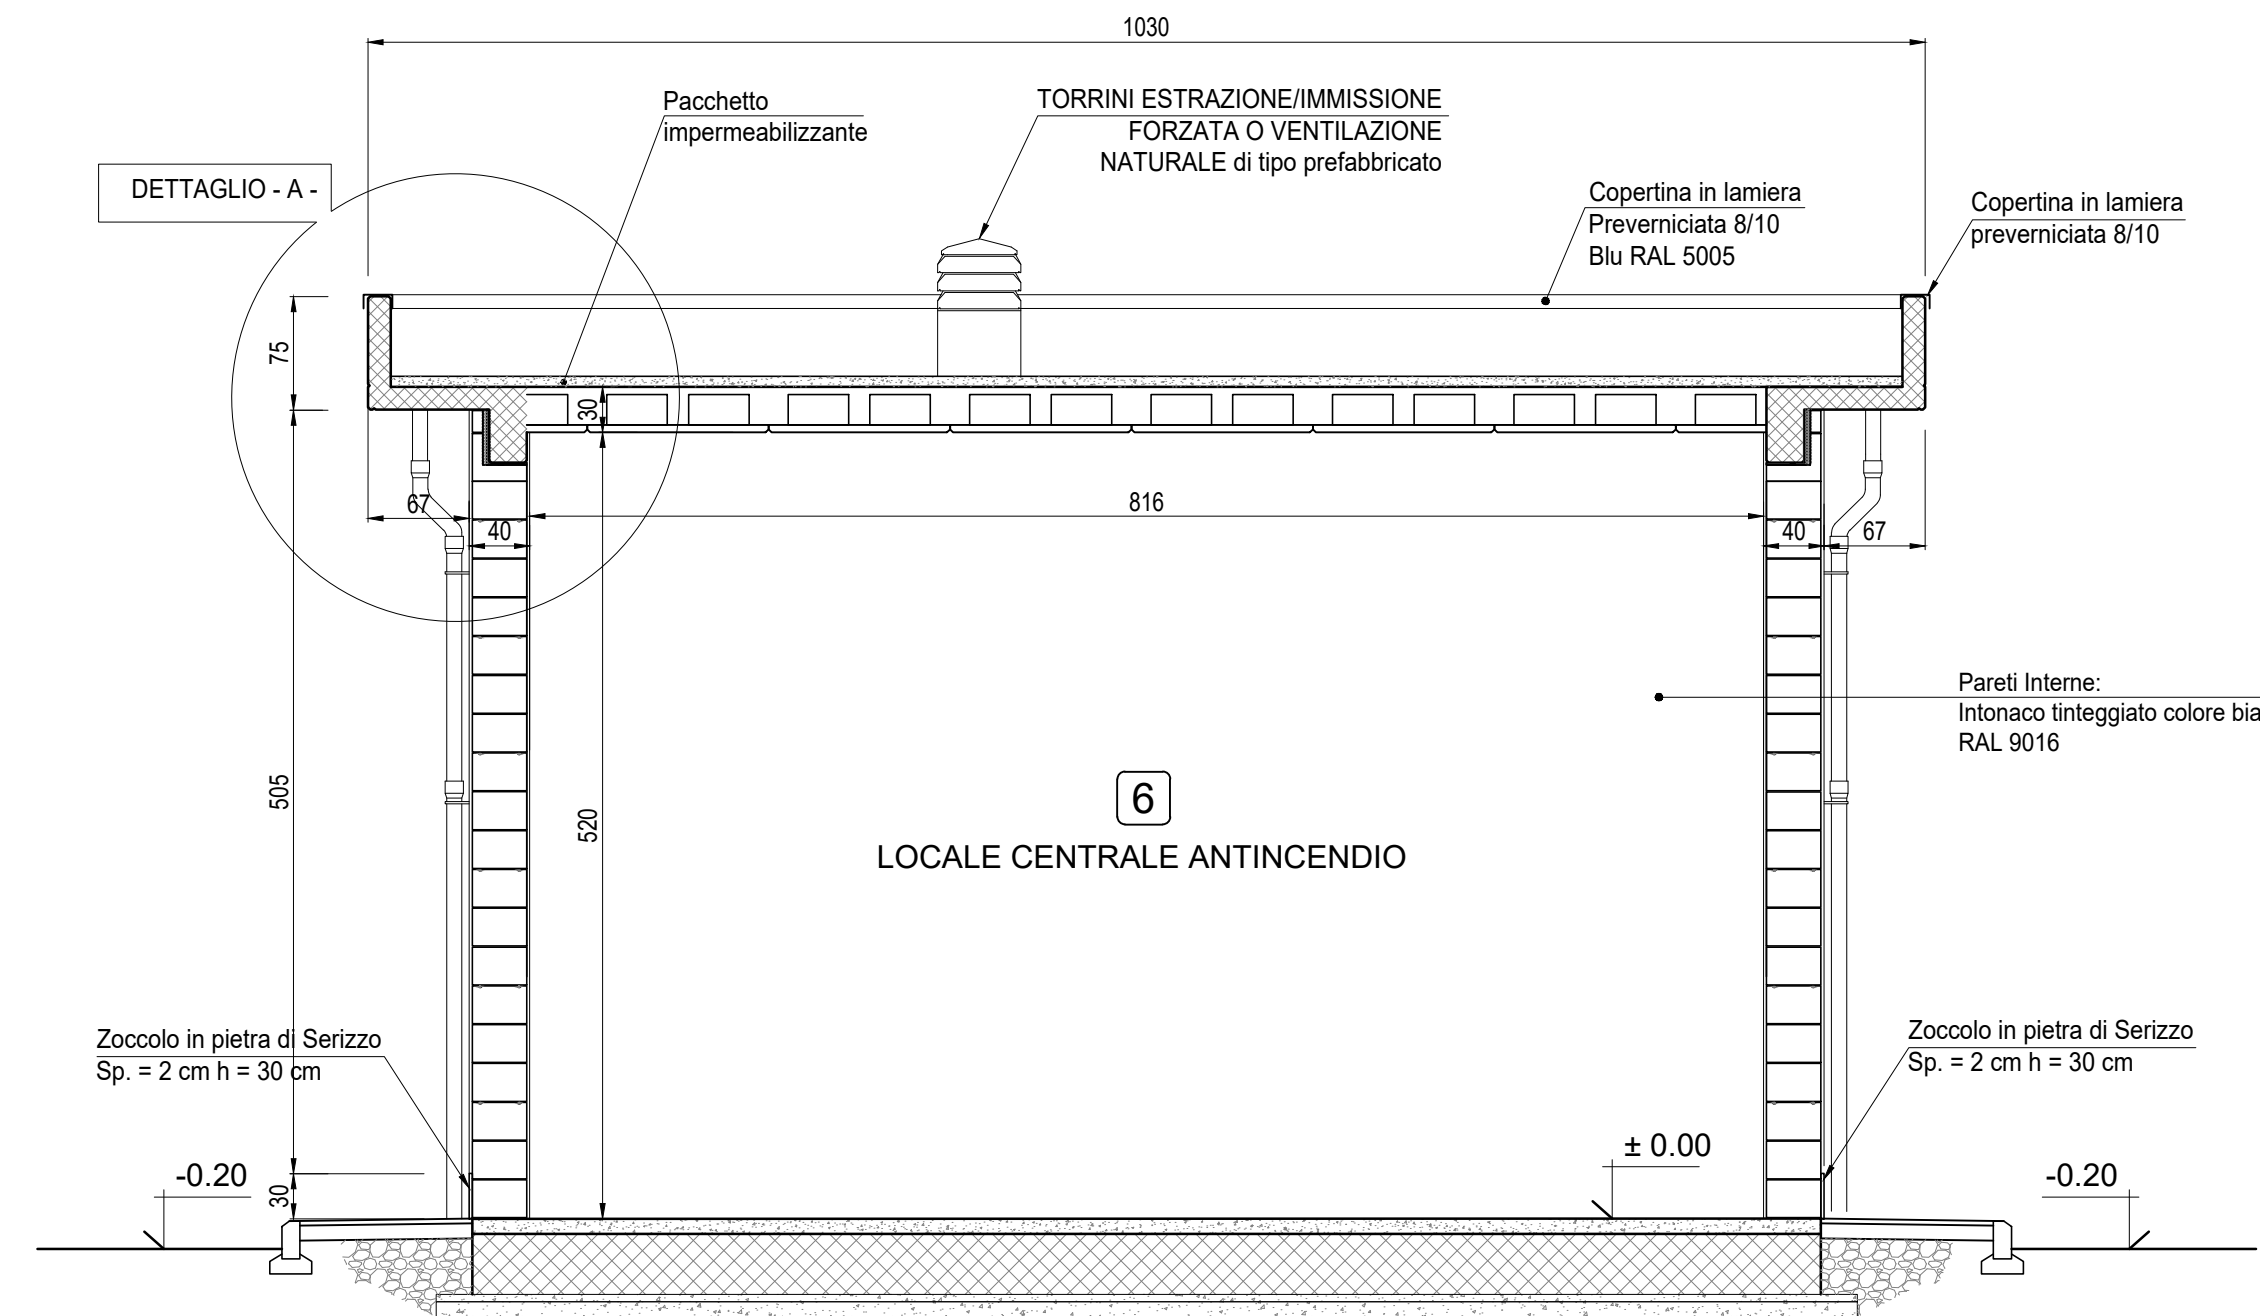 1030
Pacchetto
impermeabilizzante
TORRINI ESTRAZIONE/IMMISSIONE
FORZATA O VENTILAZIONE
NATURALE di tipo prefabbricato
DETTAGLIO - A -
Copertina in lamiera
Preverniciata 8/10
Blu RAL 5005
Copertina in lamiera
preverniciata 8/10
75
30
67
40
816
40
67
Pareti Interne:
Intonaco tinteggiato colore
RAL 9016
505
520
6
LOCALE CENTRALE ANTINCENDIO
Zoccolo in pietra di Serizzo
Sp. = 2 cm h = 30 cm
Zoccolo in pietra di Serizzo
Sp. = 2 cm h = 30 cm
-0.20
30
± 0.00
-0.20